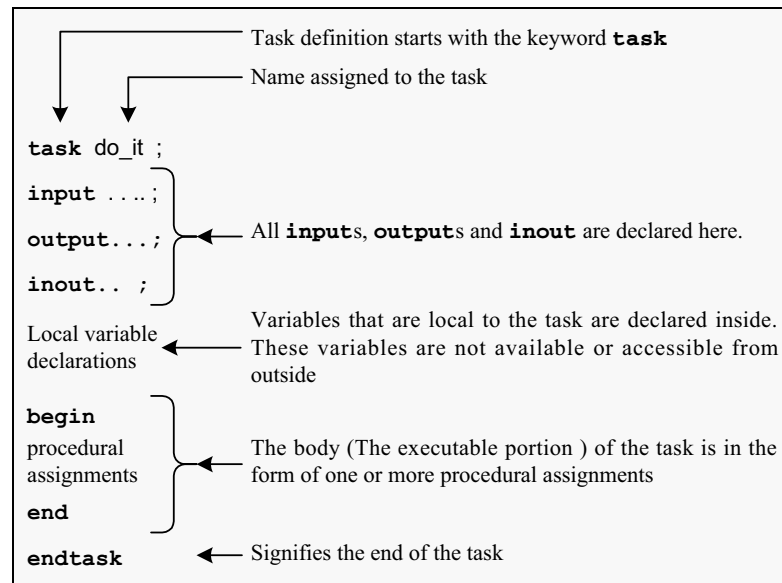 Task definition starts with the keyword task
Name assigned to the task
task do_it ;
input ....;
output...;
All inputs, outputs and inout are declared here.
inout.. ;
Local variable
declarations
Variables that are local to the task are declared inside.
These variables are not available or accessible from
outside
begin
procedural
assignments
The body (The executable portion ) of the task is in the
form of one or more procedural assignments
end
endtask
Signifies the end of the task